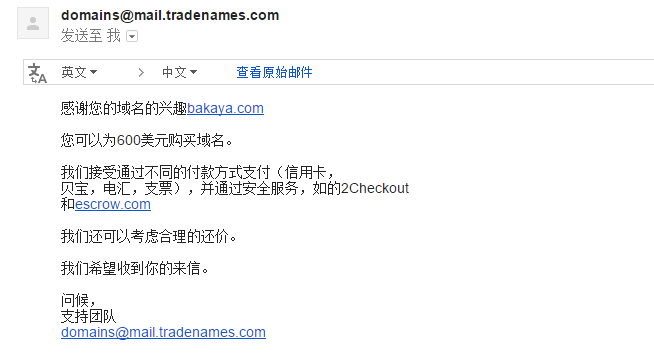 domains@mail.tradenames.com
发送至 我
英文 中文 查看原始邮件
感谢您的域名的兴趣bakaya.com
您可以为600美元购买域名。
我们接受通过不同的付款方式支付（信用卡，
贝宝，电汇，支票），并通过安全服务，如的2Checkout
和escrow.com
我们还可以考虑合理的还价。
我们希望收到你的来信。
问候，
支持团队
domains@mail.tradenames.com